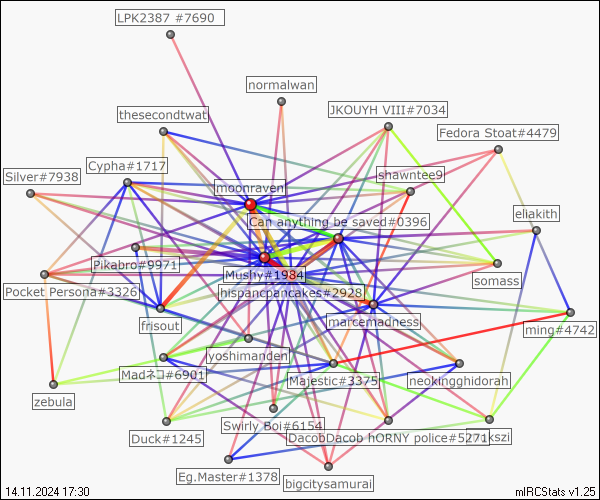 LPK2387 #7690
normalwan
thesecondtwat
JKOUYH VIII#7034
Fedora Stoat#4479
Cypha#1717
shawntee9
Silver#7938
moonraven
Can anything be saved#0396
eliakith
Pikabro#9971
Mushy#1984
somass
Pocket Persona#3326
hispancpancakes#2928
frisout
marcemadness
ming#4742
yoshimanden
Madネコ#6901
Majestic#3375
neokingghidorah
zebula
Swirly Boi#6154
Duck#1245
DacobDacob hORNY police#5271
kszi
Eg.Master#1378
bigcitysamurai
14.11.2024 17:30
mIRCStats v1.25